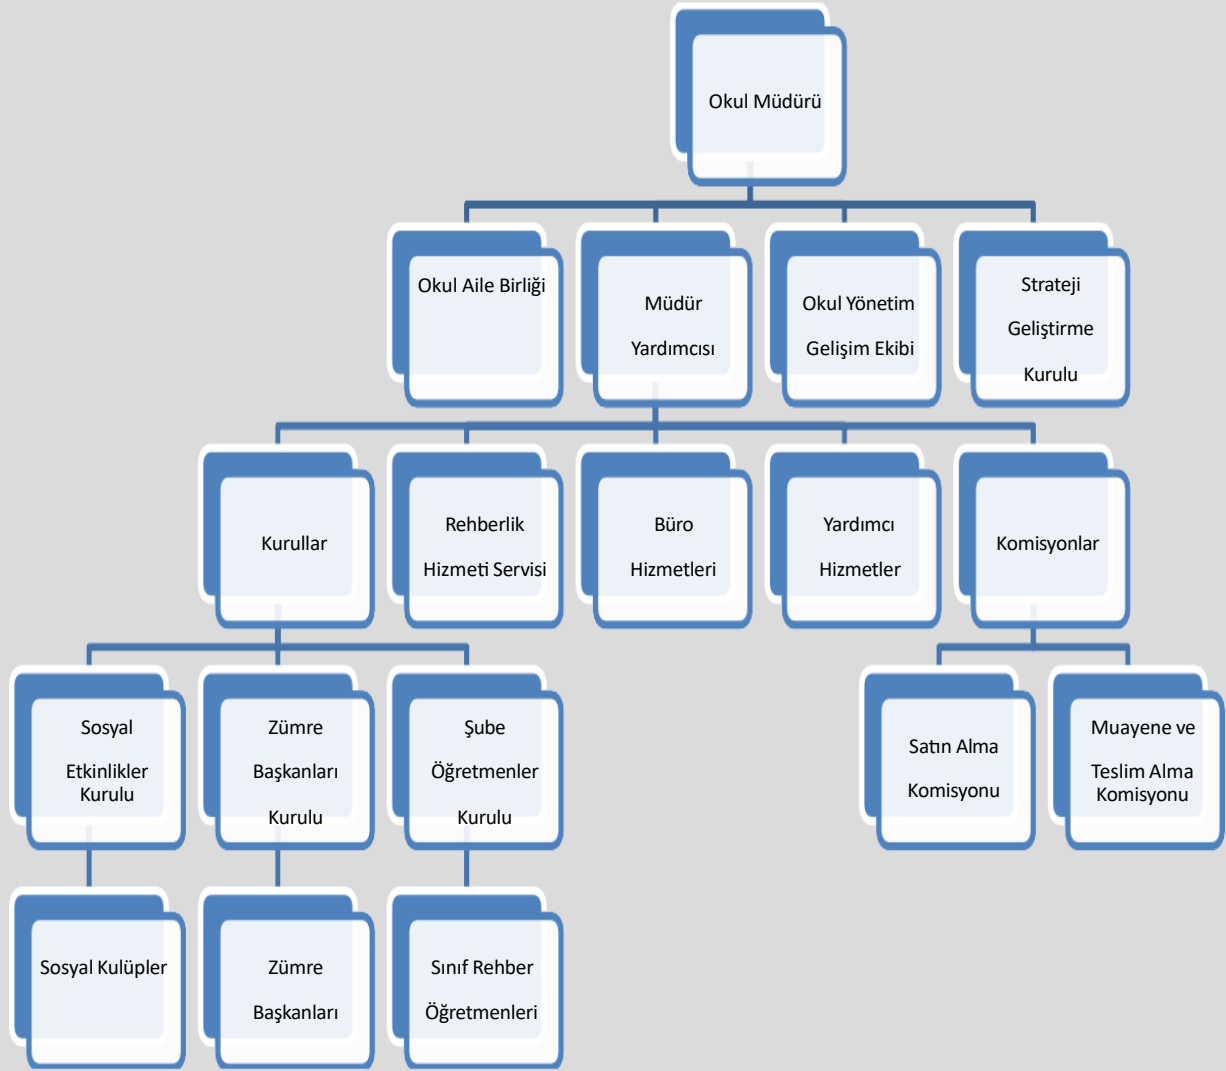 Okul Müdürü
Okul Aile Birliği
Müdür
Yardımcısı
Okul Yönetim
Gelişim Ekibi
Strateji
Geliştirme
Kurulu
Kurullar
Rehberlik
Hizmeti Servisi
Büro
Hizmetleri
Yardımcı
Hizmetler
Komisyonlar
Sosyal
Etkinlikler
Kurulu
Zümre
Başkanları
Kurulu
Şube
Öğretmenler
Kurulu
Satın Alma
Komisyonu
Muayene ve
Teslim Alma
Komisyonu
Sosyal Kulüpler
Zümre
Başkanları
Sınıf Rehber
Öğretmenleri